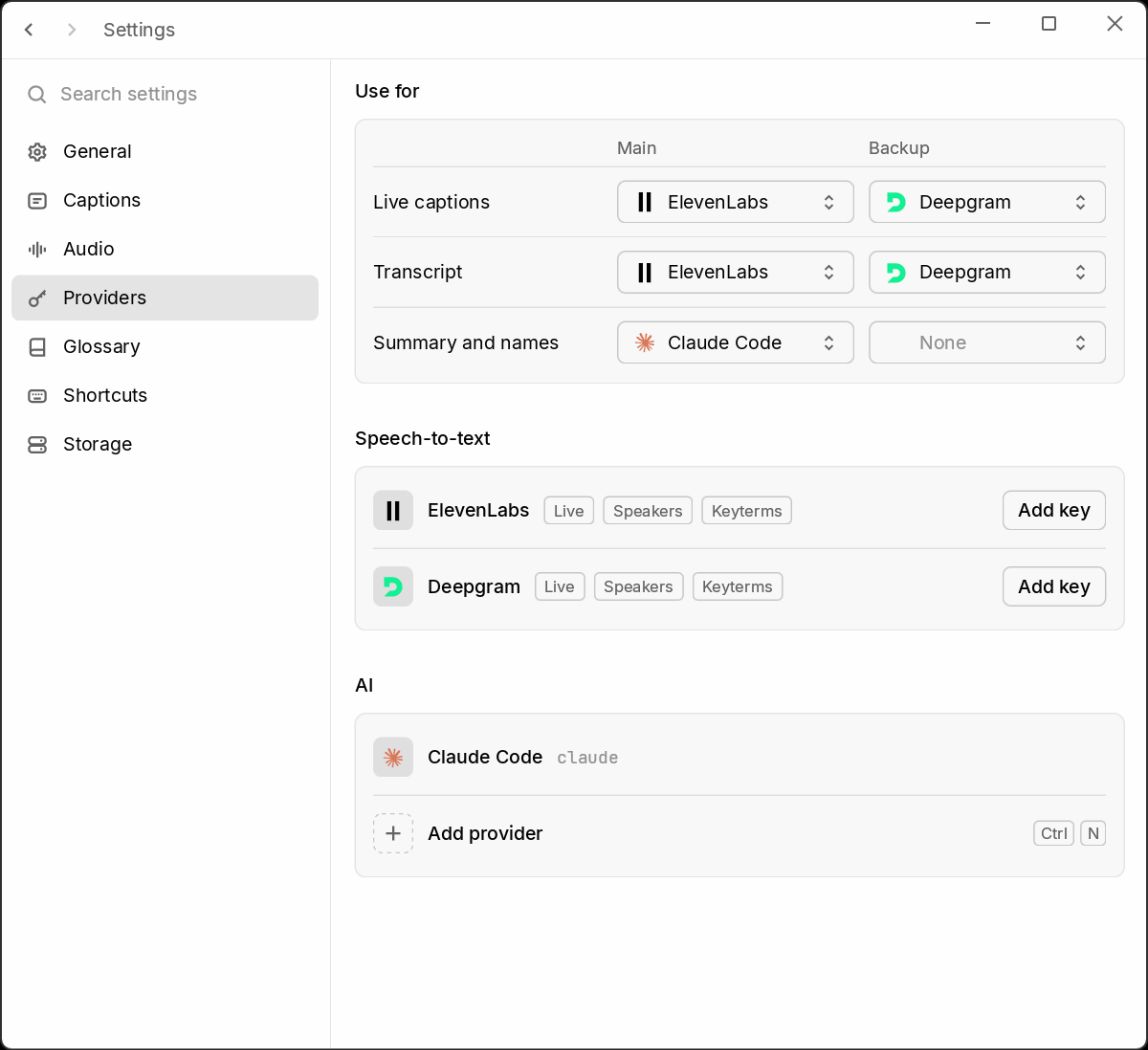 Settings
Search settings
General
Captions
Audio
Providers
Glossary
Shortcuts
Storage
Use for
Main Backup
Live captions ElevenLabs Deepgram
Transcript ElevenLabs Deepgram
Summary and names Claude Code None
Speech-to-text
ElevenLabs Live Speakers Keyterms Add key
Deepgram Live Speakers Keyterms Add key
AI
Claude Code claude
Add provider Ctrl N